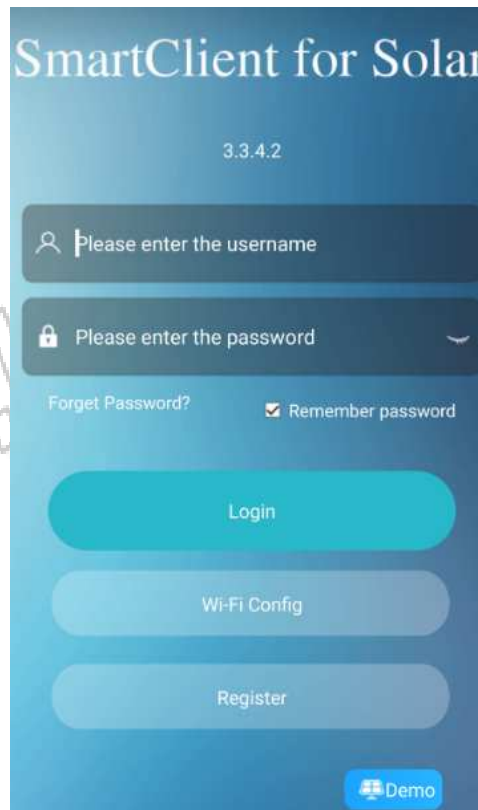 SmartClient for Solar
3.3.4.2
Please enter the username
Please enter the password
Forget Password? Remember password
Login
Wi-Fi Config
Register
Demo